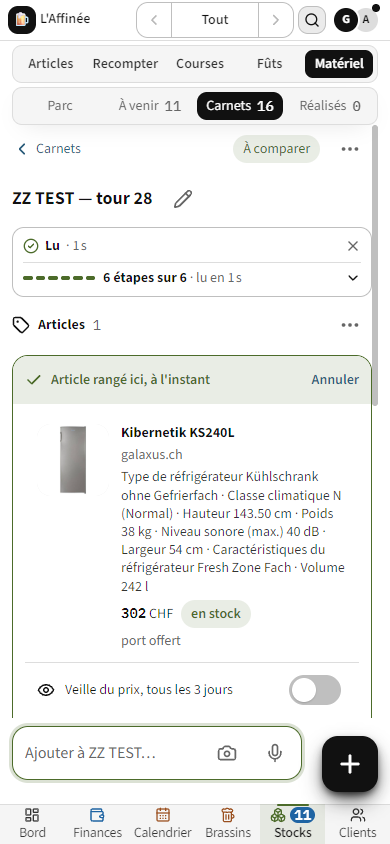 L'Affinée
Tout
G
A
Articles
Recompter
Courses
Fûts
Matériel
Parc
À venir 11
Carnets 16
Réalisés 0
Carnets
À comparer
ZZ TEST — tour 28
Lu · 1 s
6 étapes sur 6 · lu en 1 s
Articles 1
Article rangé ici, à l'instant
Annuler
Kibernetik KS240L
galaxus.ch
Type de réfrigérateur Kühlschrank
ohne Gefrierfach · Classe climatique N
(Normal) · Hauteur 143.50 cm · Poids
38 kg · Niveau sonore (max.) 40 dB ·
Largeur 54 cm · Caractéristiques du
réfrigérateur Fresh Zone Fach · Volume
242 l
302 CHF en stock
port offert
Veille du prix, tous les 3 jours
Ajouter à ZZ TEST…
Bord
Finances
Calendrier
Brassins
11
Stocks
Clients